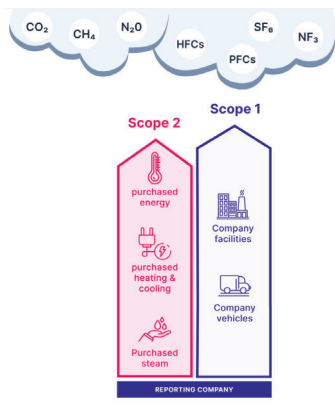 CO₂
CH₄
N₂0
HFCs
PFCs
SF₆
NF₃
Scope 2
Scope 1
purchased
energy
purchased
heating &
cooling
Purchased
steam
Company
facilities
Company
vehicles
REPORTING COMPANY